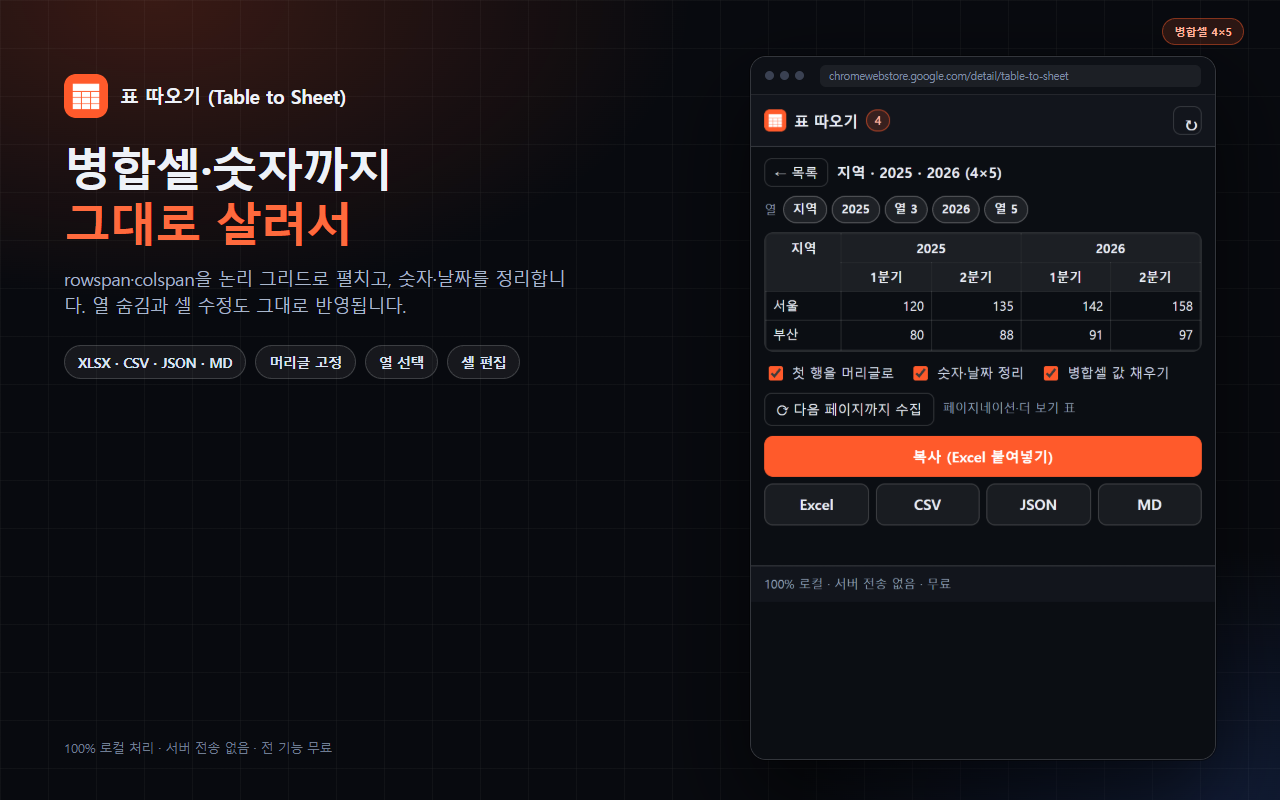 병합셀 4×5
표 따오기 (Table to Sheet)
병합셀·숫자까지
그대로 살려서
rowspan·colspan을 논리 그리드로 펼치고, 숫자·날짜를 정리합니
다. 열 숨김과 셀 수정도 그대로 반영됩니다.
XLSX · CSV · JSON · MD 머리글 고정 열 선택 셀 편집
100% 로컬 처리 · 서버 전송 없음 · 전 기능 무료
chromewebstore.google.com/detail/table-to-sheet
표 따오기 4 ↻
← 목록 지역 · 2025 · 2026 (4×5)
열 지역 2025 열 3 2026 열 5
지역 2025 2026
1분기 2분기 1분기 2분기
서울 120 135 142 158
부산 80 88 91 97
첫 행을 머리글로 숫자·날짜 정리 병합셀 값 채우기
⟳ 다음 페이지까지 수집 페이지네이션·더 보기 표
복사 (Excel 붙여넣기)
Excel CSV JSON MD
100% 로컬 · 서버 전송 없음 · 무료